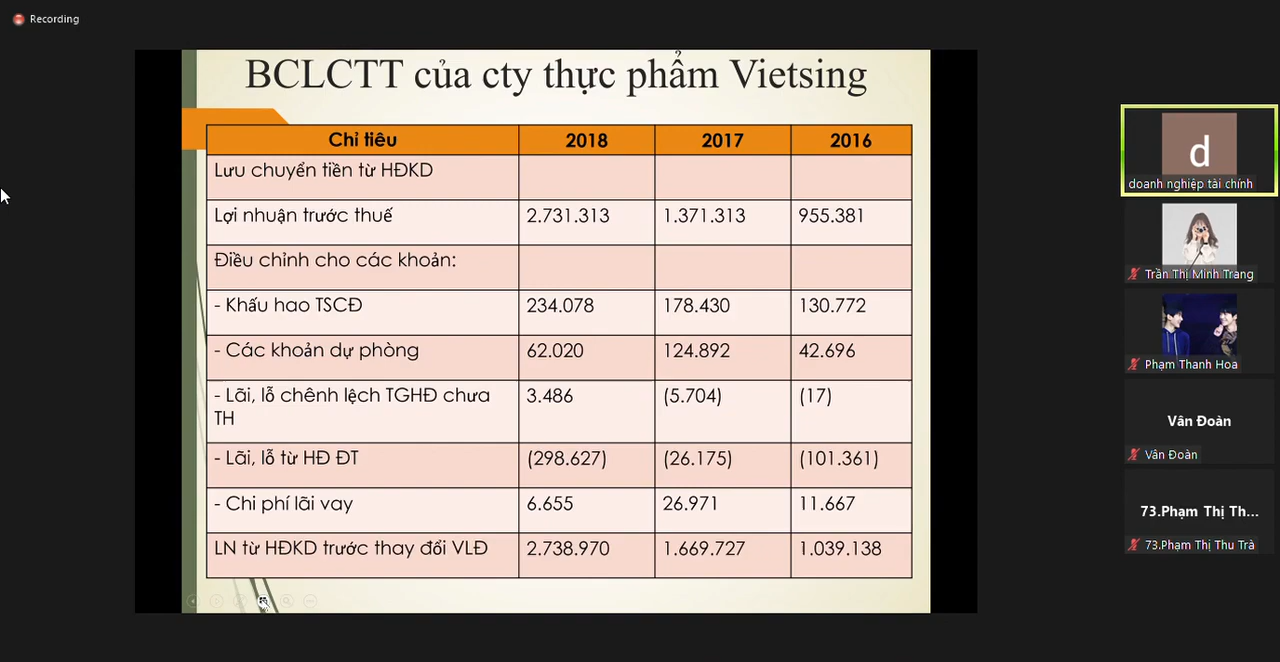 Recording
BCLCTT của cty thực phẩm Vietsing
Chỉ tiêu 2018 2017 2016
Lưu chuyển tiền từ HĐKD
Lợi nhuận trước thuế 2.731.313 1.371.313 955.381
Điều chỉnh cho các khoản:
- Khấu hao TSCĐ 234.078 178.430 130.772
- Các khoản dự phòng 62.020 124.892 42.696
- Lãi, lỗ chênh lệch TGHĐ chưa 3.486 (5.704) (17)
TH
- Lãi, lỗ từ HĐ ĐT (298.627) (26.175) (101.361)
- Chi phí lãi vay 6.655 26.971 11.667
LN từ HĐKD trước thay đổi VLĐ 2.738.970 1.669.727 1.039.138
d
doanh nghiệp tài chính
Trần Thị Minh Trang
Phạm Thanh Hoa
Vân Đoàn
Vân Đoàn
73.Phạm Thị Th...
73.Phạm Thị Thu Trà